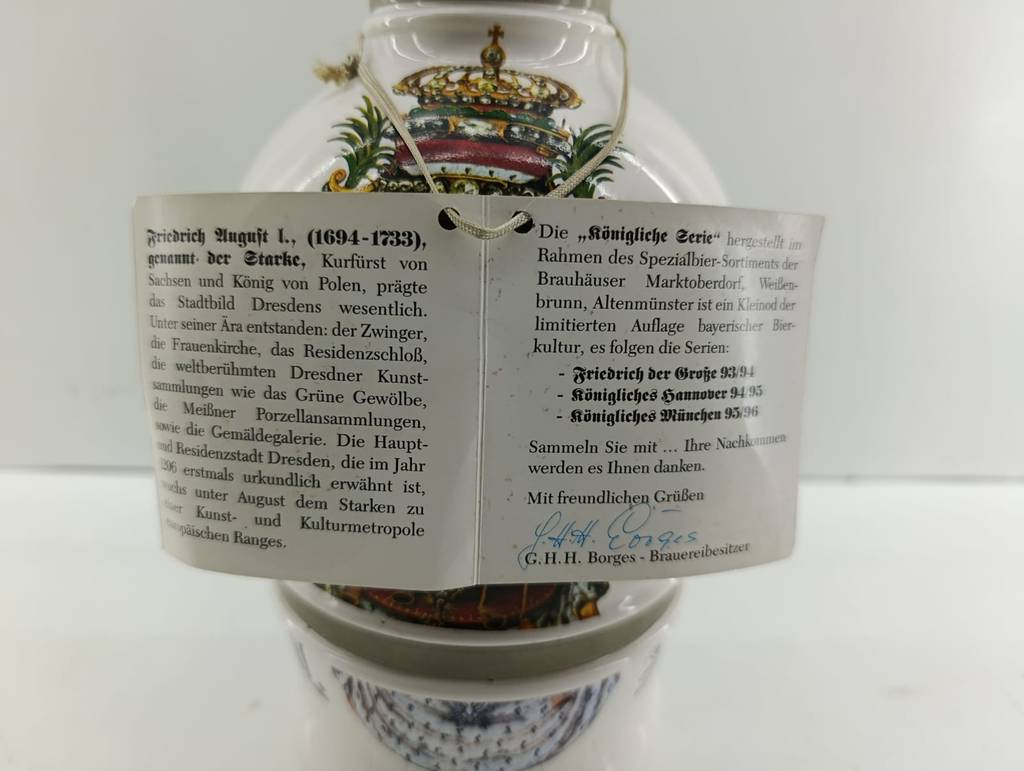 Friedrich August I., (1694-1733),
genannt der Starke, Kurfürst von
Sachsen und König von Polen, prägte
das Stadtbild Dresdens wesentlich.
Unter seiner Ära entstanden: der Zwinger,
die Frauenkirche, das Residenzschloß,
die weltberühmten Dresdner Kunst-
sammlungen wie das Grüne Gewölbe,
die Meißner Porzellansammlungen,
sowie die Gemäldegalerie. Die Haupt-
und Residenzstadt Dresden, die im Jahr
1206 erstmals urkundlich erwähnt ist,
wuchs unter August dem Starken zu
einer Kunst- und Kulturmetropole
europäischen Ranges.
Die „Königliche Serie“ hergestellt im
Rahmen des Spezialbier-Sortiments der
Brauhäuser Marktoberdorf, Weißen-
brunn, Altenmünster ist ein Kleinod der
limitierten Auflage bayerischer Bier-
kultur, es folgen die Serien:
- Friedrich der Große 93/94
- Königliches Hannover 94/95
- Königliches München 95/96
Sammeln Sie mit ... Ihre Nachkommen
werden es Ihnen danken.
Mit freundlichen Grüßen
G.H.H. Borges
G.H.H. Borges - Brauereibesitzer